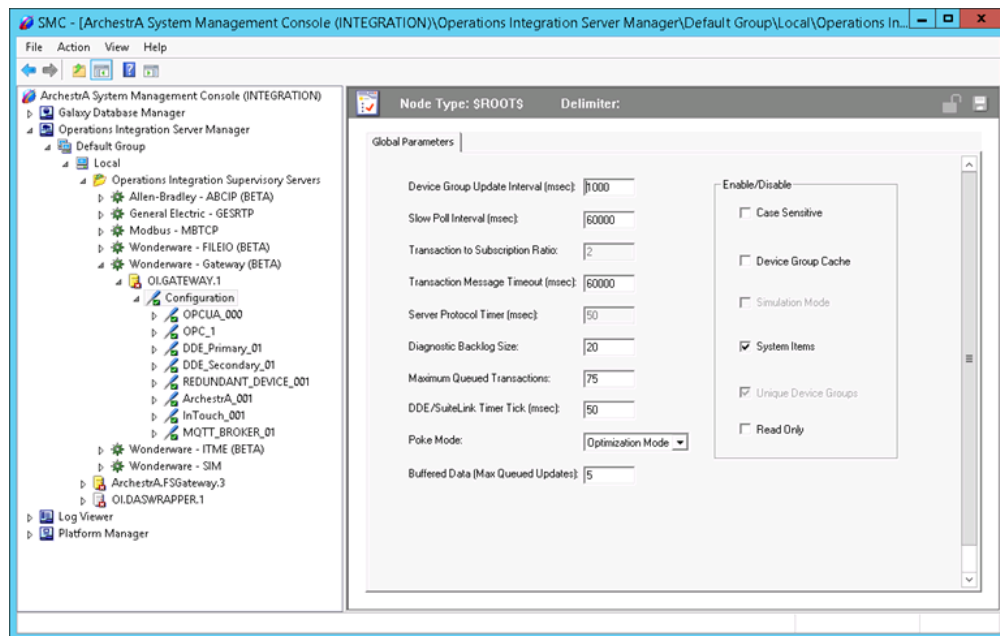 SMC - [ArchestrA System Management Console (INTEGRATION)\Operations Integration Server Manager\Default Group\Local\Operations In...
File Action View Help
ArchestrA System Management Console (INTEGRATION)
Galaxy Database Manager
Operations Integration Server Manager
Default Group
Local
Operations Integration Supervisory Servers
Allen-Bradley - ABCIP (BETA)
General Electric - GESRTP
Modbus - MBTCP
Wonderware - FILEIO (BETA)
Wonderware - Gateway (BETA)
OI.GATEWAY.1
Configuration
OPCUA_000
OPC_1
DDE_Primary_01
DDE_Secondary_01
REDUNDANT_DEVICE_001
ArchestrA_001
InTouch_001
MQTT_BROKER_01
Wonderware - ITME (BETA)
Wonderware - SIM
ArchestrA.FSGateway.3
OI.DASWRAPPER.1
Log Viewer
Platform Manager
Node Type: $ROOT$ Delimiter:
Global Parameters
Device Group Update Interval (msec): 1000
Slow Poll Interval (msec): 60000
Transaction to Subscription Ratio: 2
Transaction Message Timeout (msec): 60000
Server Protocol Timer (msec): 50
Diagnostic Backlog Size: 20
Maximum Queued Transactions: 75
DDE/SuiteLink Timer Tick (msec): 50
Poke Mode: Optimization Mode
Buffered Data (Max Queued Updates): 5
Enable/Disable
Case Sensitive
Device Group Cache
Simulation Mode
System Items
Unique Device Groups
Read Only